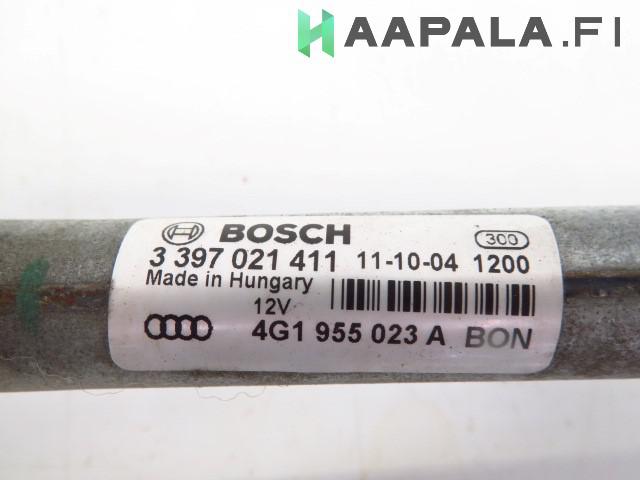 HAAPALA.FI
BOSCH 300
3 397 021 411 11-10-04 1200
Made in Hungary
12V
4G1 955 023 A BON